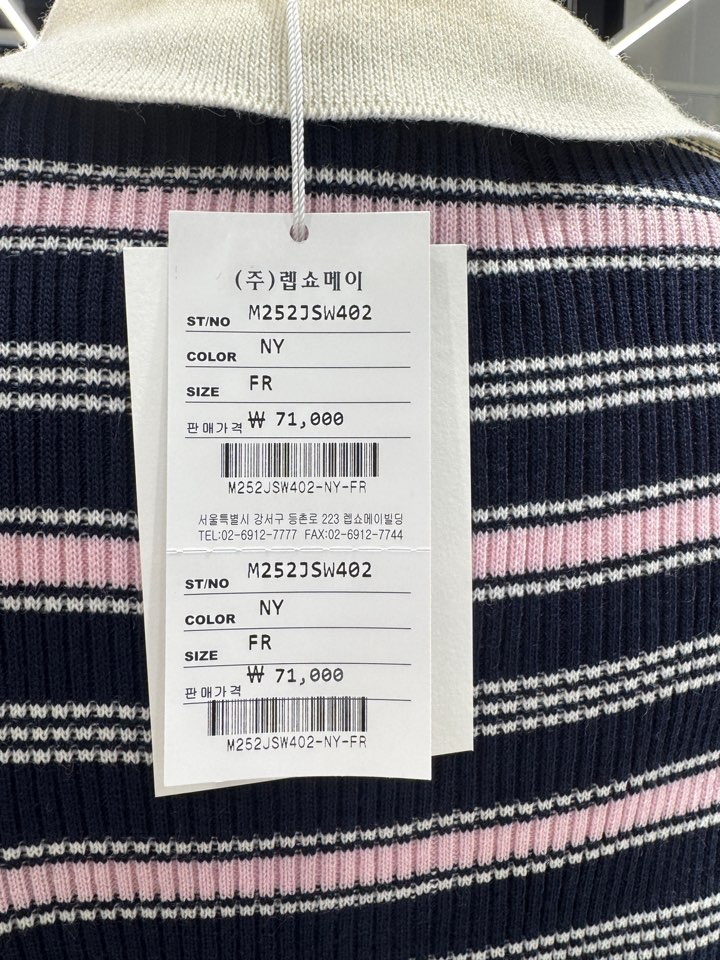 (주)렙쇼메이
ST/NO M252JSW402
COLOR NY
SIZE FR
판매가격 ₩ 71,000
M252JSW402-NY-FR
서울특별시 강서구 등촌로 223 렙쇼메이빌딩
TEL:02-6912-7777 FAX:02-6912-7744
ST/NO M252JSW402
COLOR NY
SIZE FR
판매가격 ₩ 71,000
M252JSW402-NY-FR